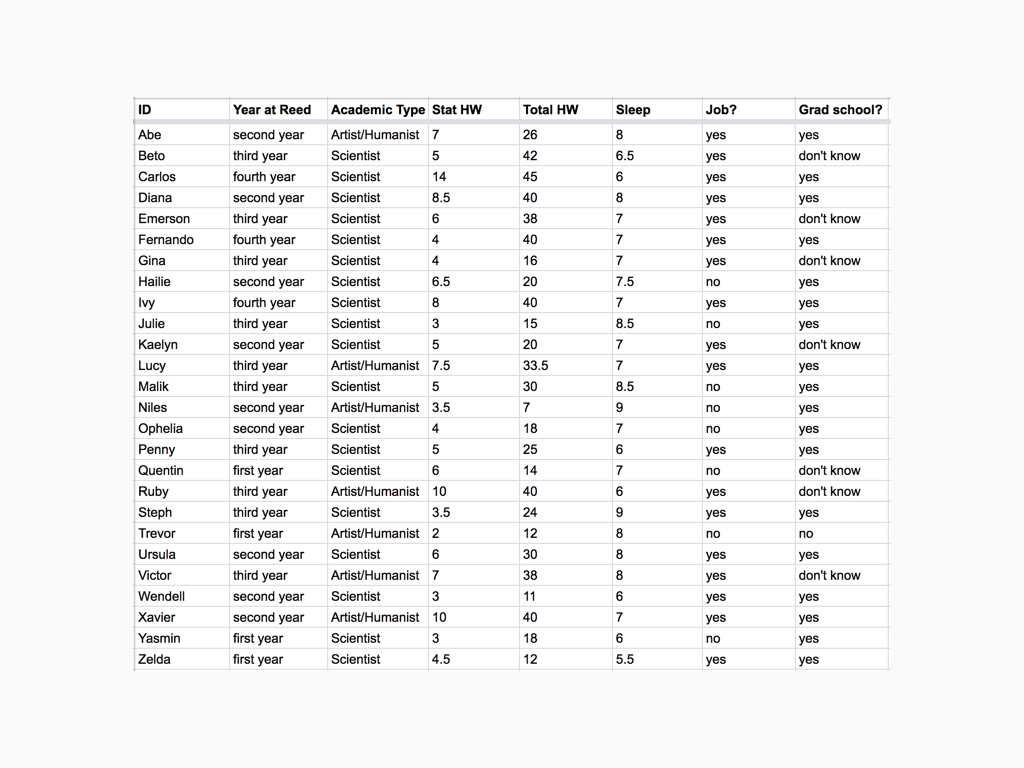 ID Year at Reed Academic Type Stat HW Total HW Sleep Job? Grad school?
Abe second year Artist/Humanist 7 26 8 yes yes
Beto third year Scientist 5 42 6.5 yes don't know
Carlos fourth year Scientist 14 45 6 yes yes
Diana second year Scientist 8.5 40 8 yes yes
Emerson third year Scientist 6 38 7 yes don't know
Fernando fourth year Scientist 4 40 7 yes yes
Gina third year Scientist 4 16 7 yes don't know
Hailie second year Scientist 6.5 20 7.5 no yes
Ivy fourth year Scientist 8 40 7 yes yes
Julie third year Scientist 3 15 8.5 no yes
Kaelyn second year Scientist 5 20 7 yes don't know
Lucy third year Artist/Humanist 7.5 33.5 7 yes yes
Malik third year Scientist 5 30 8.5 no yes
Niles second year Artist/Humanist 3.5 7 9 no yes
Ophelia second year Scientist 4 18 7 no yes
Penny third year Scientist 5 25 6 yes yes
Quentin first year Scientist 6 14 7 no don't know
Ruby third year Artist/Humanist 10 40 6 yes don't know
Steph third year Scientist 3.5 24 9 yes yes
Trevor first year Artist/Humanist 2 12 8 no no
Ursula second year Scientist 6 30 8 yes yes
Victor third year Artist/Humanist 7 38 8 yes don't know
Wendell second year Scientist 3 11 6 yes yes
Xavier second year Artist/Humanist 10 40 7 yes yes
Yasmin first year Scientist 3 18 6 no yes
Zelda first year Scientist 4.5 12 5.5 yes yes